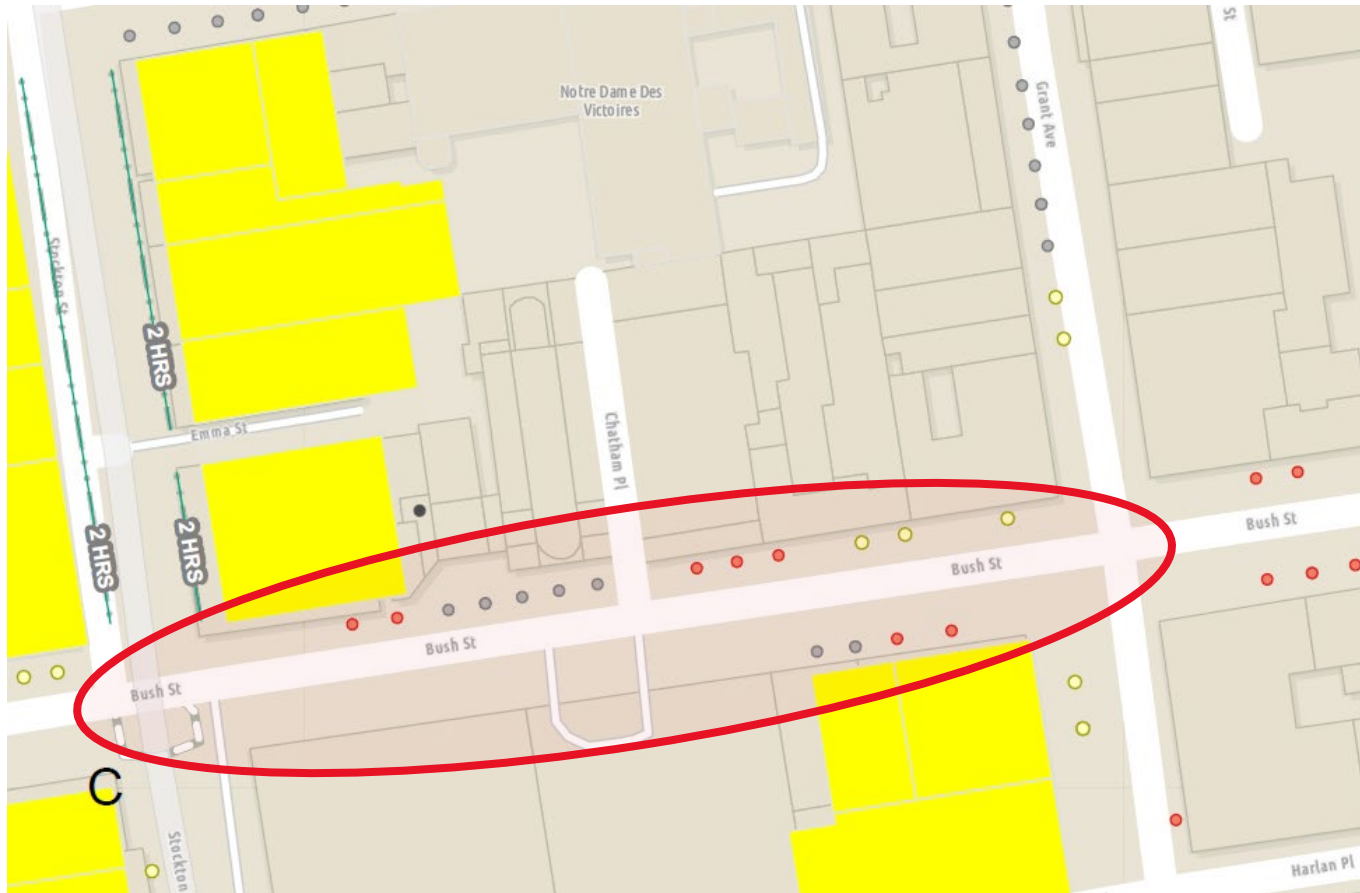 St
Notre Dame Des
Victoires
Grant Ave
Stockton St
2 HRS
Emma St
Chatham Pl
2 HRS
2 HRS
Bush St
Bush St
Bush St
Bush St
C
Stockton
Harlan Pl